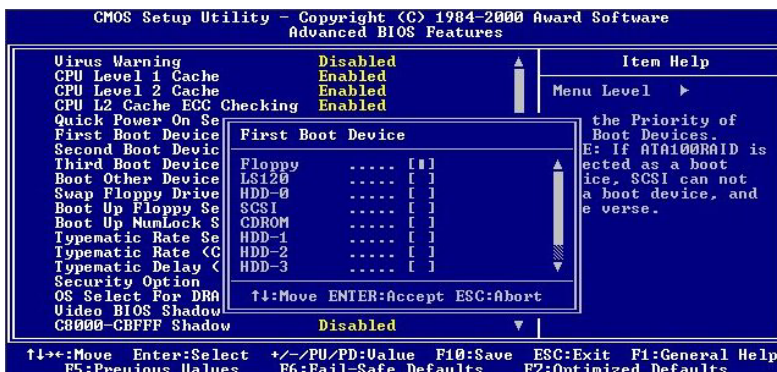 CMOS Setup Utility - Copyright (C) 1984-2000 Award Software
Advanced BIOS Features
Virus Warning Disabled
CPU Level 1 Cache Enabled
CPU Level 2 Cache Enabled
CPU L2 Cache ECC Checking Enabled
Quick Power On Se
First Boot Device
Second Boot Devic
Third Boot Device
Boot Other Device
Swap Floppy Drive
Boot Up Floppy Se
Boot Up NumLock S
Typematic Rate Se
Typematic Rate (C
Typematic Delay (
Security Option
OS Select For DRA
Video BIOS Shadow
C8000-CBFFF Shadow Disabled
First Boot Device
Floppy ..... [▮]
LS120 ..... [ ]
HDD-0 ..... [ ]
SCSI ..... [ ]
CDROM ..... [ ]
HDD-1 ..... [ ]
HDD-2 ..... [ ]
HDD-3 ..... [ ]
↑↓:Move ENTER:Accept ESC:Abort
Item Help
Menu Level ▶
the Priority of
Boot Devices.
E: If ATA100RAID is
ected as a boot
ice, SCSI can not
a boot device, and
e verse.
↑↓→←:Move Enter:Select +/-/PU/PD:Value F10:Save ESC:Exit F1:General Help
F5:Previous Values F6:Fail-Safe Defaults F7:Optimized Defaults